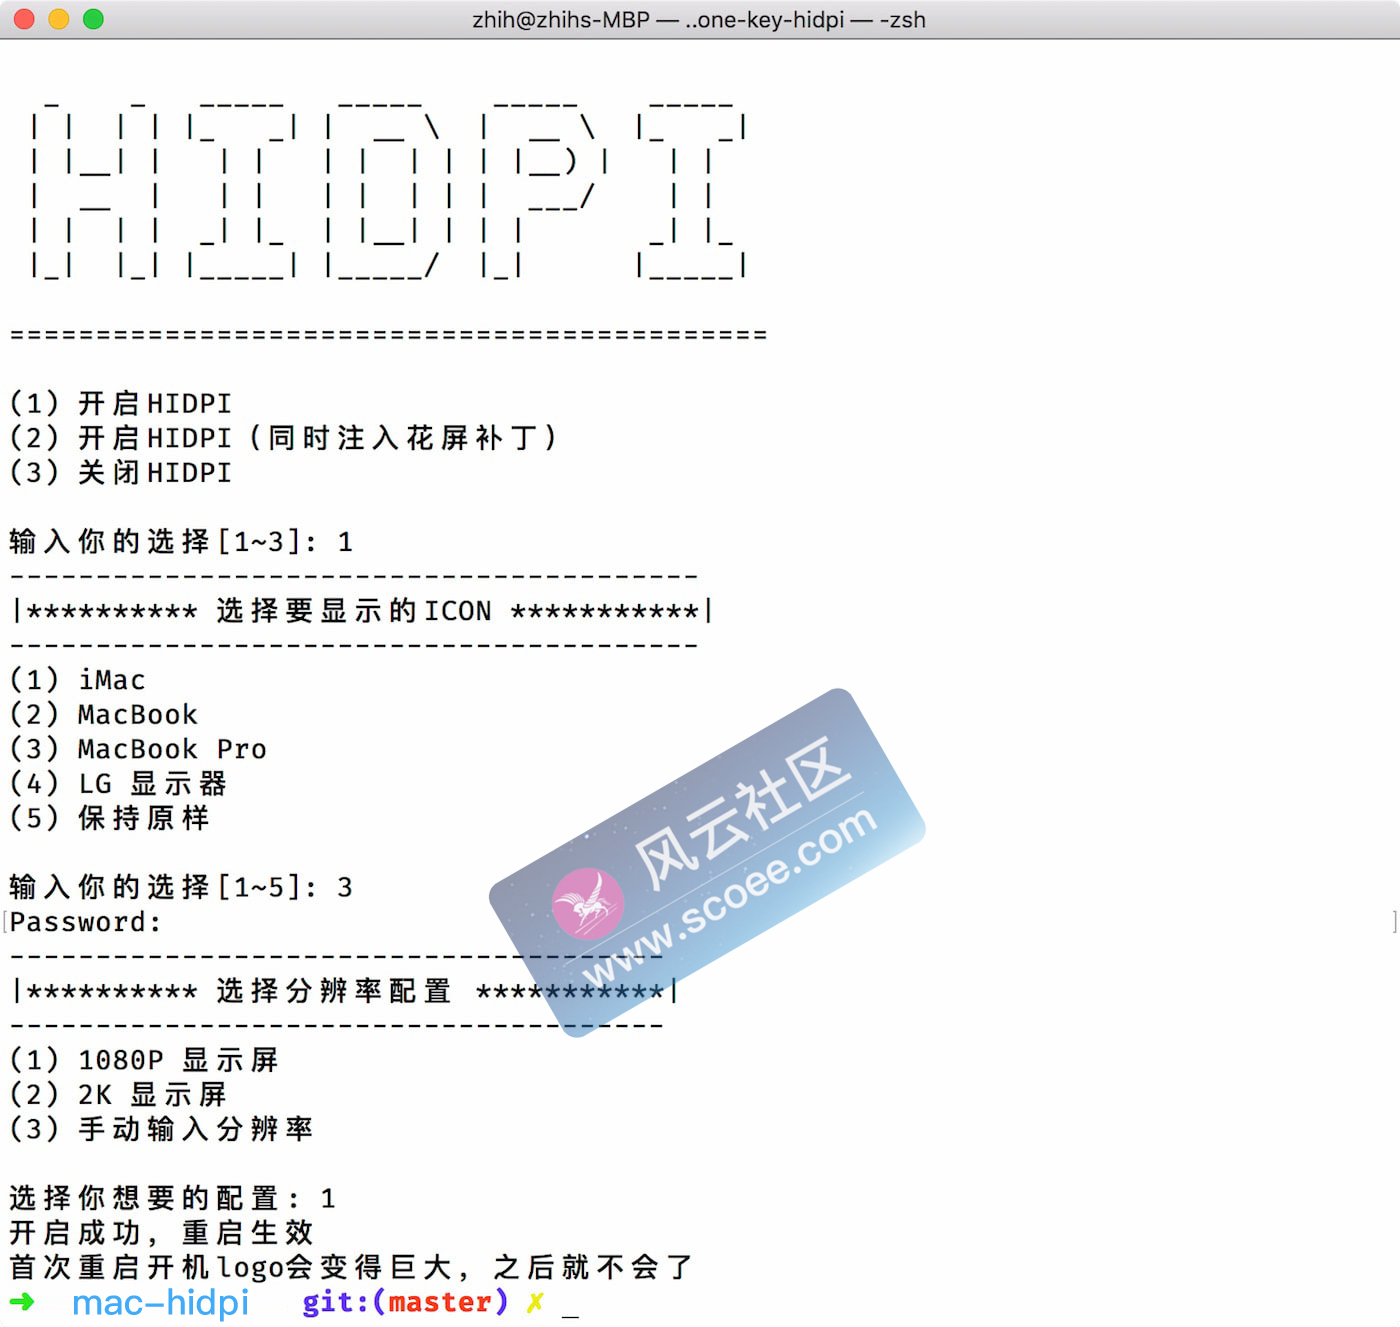 zhih@zhihs-MBP — ..one-key-hidpi — -zsh
HIDPI
============================================
(1) 开启HIDPI
(2) 开启HIDPI（同时注入花屏补丁）
(3) 关闭HIDPI
输入你的选择[1~3]: 1
----------------------------------------
|********** 选择要显示的ICON ***********|
----------------------------------------
(1) iMac
(2) MacBook
(3) MacBook Pro
(4) LG 显示器
(5) 保持原样
输入你的选择[1~5]: 3
Password:
--------------------------------------
|********** 选择分辨率配置 ***********|
--------------------------------------
(1) 1080P 显示屏
(2) 2K 显示屏
(3) 手动输入分辨率
选择你想要的配置: 1
开启成功，重启生效
首次重启开机logo会变得巨大，之后就不会了
➜ mac-hidpi git:(master) ✗ _
风云社区
www.scoee.com